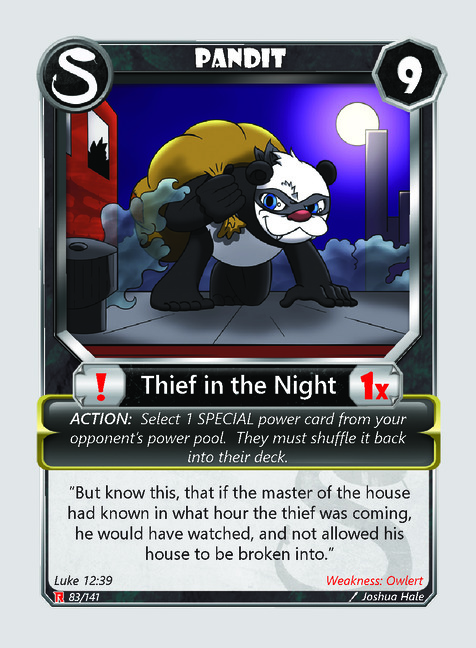 S
PANDIT
9
! Thief in the Night 1x
ACTION: Select 1 SPECIAL power card from your
opponent's power pool. They must shuffle it back
into their deck.
"But know this, that if the master of the house
had known in what hour the thief was coming,
he would have watched, and not allowed his
house to be broken into."
Luke 12:39
Weakness: Owlert
R 83/141
Joshua Hale